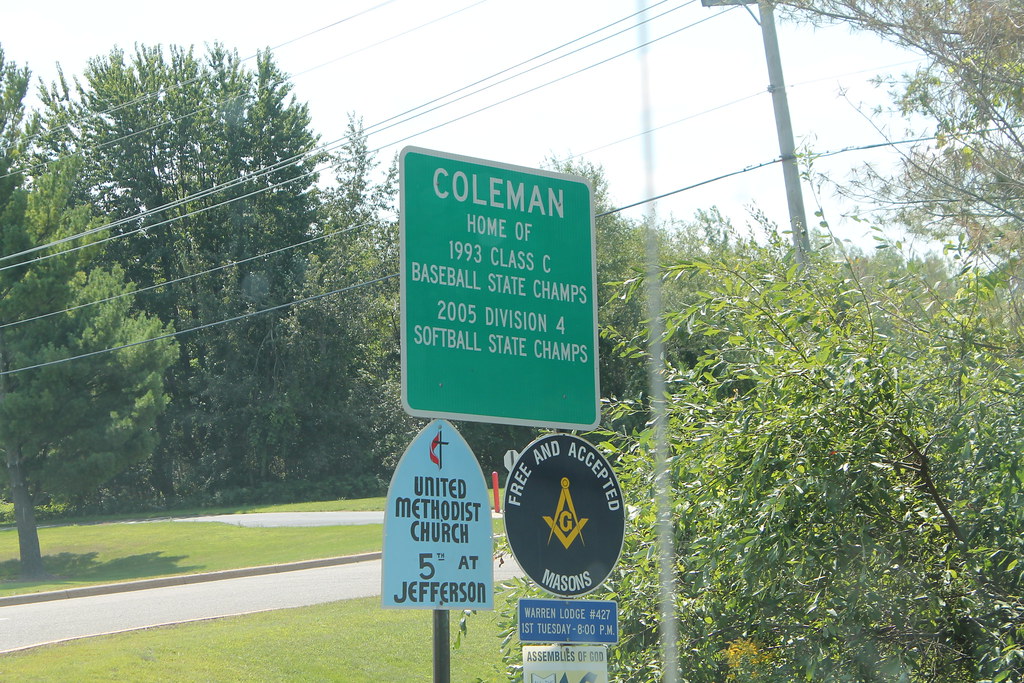 COLEMAN
HOME OF
1993 CLASS C
BASEBALL STATE CHAMPS
2005 DIVISION 4
SOFTBALL STATE CHAMPS
UNITED
METHODIST
CHURCH
5TH AT
JEFFERSON
FREE AND ACCEPTED
G
MASONS
WARREN LODGE #427
1ST TUESDAY-8:00 P.M.
ASSEMBLIES OF GOD